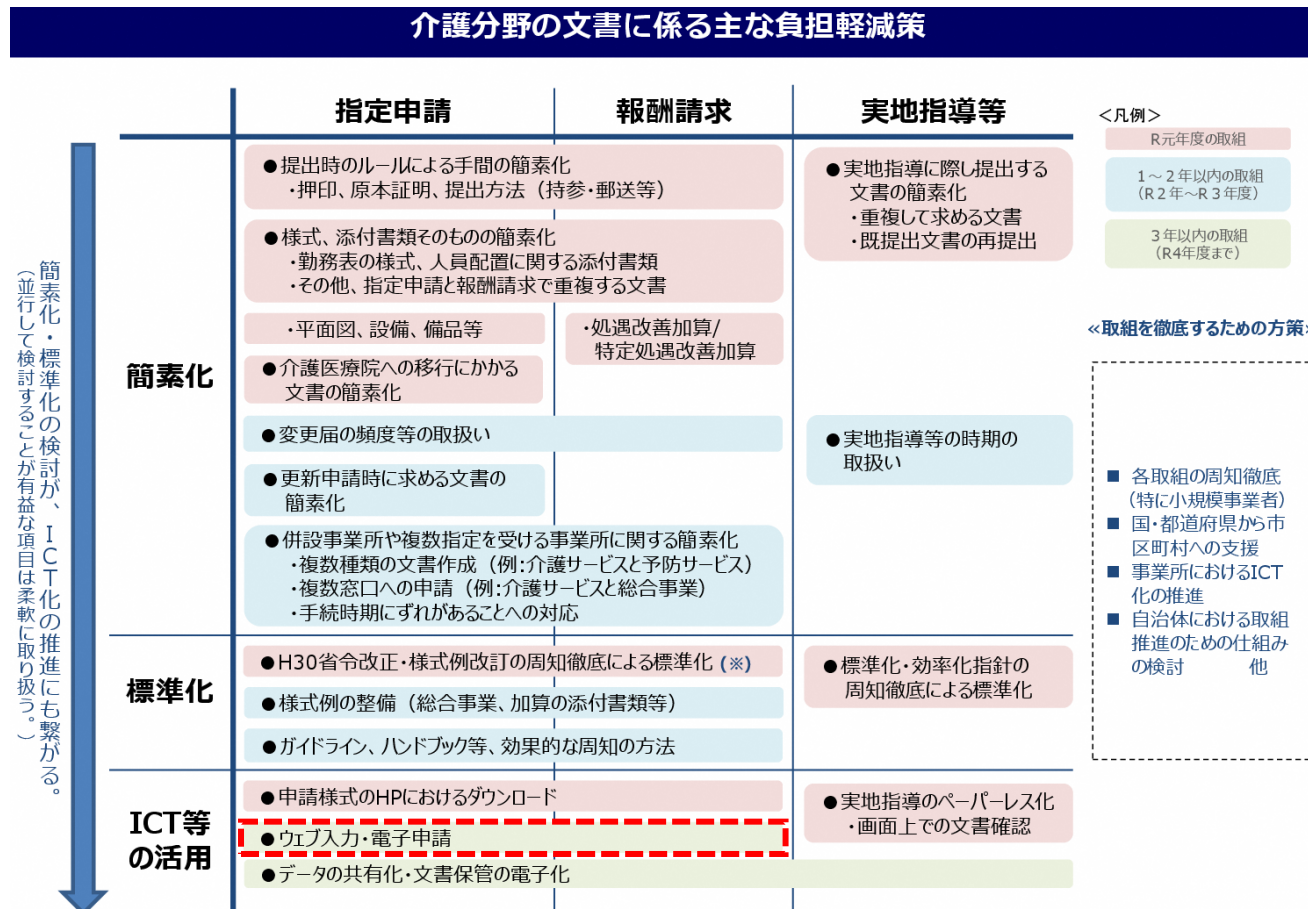 介護分野の文書に係る主な負担軽減策
指定申請
報酬請求
実地指導等
簡素化
●提出時のルールによる手間の簡素化
・押印、原本証明、提出方法（持参・郵送等）
●様式、添付書類そのものの簡素化
・勤務表の様式、人員配置に関する添付書類
・その他、指定申請と報酬請求で重複する文書
・平面図、設備、備品等
・処遇改善加算/
特定処遇改善加算
●介護医療院への移行にかかる
文書の簡素化
●変更届の頻度等の取扱い
●更新申請時に求める文書の
簡素化
●併設事業所や複数指定を受ける事業所に関する簡素化
・複数種類の文書作成（例:介護サービスと予防サービス）
・複数窓口への申請（例:介護サービスと総合事業）
・手続時期にずれがあることへの対応
●実地指導に際し提出する
文書の簡素化
・重複して求める文書
・既提出文書の再提出
●実地指導等の時期の
取扱い
標準化
●H30省令改正・様式例改訂の周知徹底による標準化（※）
●様式例の整備（総合事業、加算の添付書類等）
●ガイドライン、ハンドブック等、効果的な周知の方法
●標準化・効率化指針の
周知徹底による標準化
ICT等
の活用
●申請様式のHPにおけるダウンロード
●ウェブ入力・電子申請
●データの共有化・文書保管の電子化
●実地指導のペーパーレス化
・画面上での文書確認
簡素化・標準化の検討が、ICT化の推進にも繋がる。
（並行して検討することが有益な項目は柔軟に取り扱う。）
＜凡例＞
R元年度の取組
1～2年以内の取組
（R2年～R3年度）
3年以内の取組
（R4年度まで）
≪取組を徹底するための方策≫
■ 各取組の周知徹底
（特に小規模事業者）
■ 国・都道府県から市
区町村への支援
■ 事業所におけるICT
化の推進
■ 自治体における取組
推進のための仕組み
の検討 他